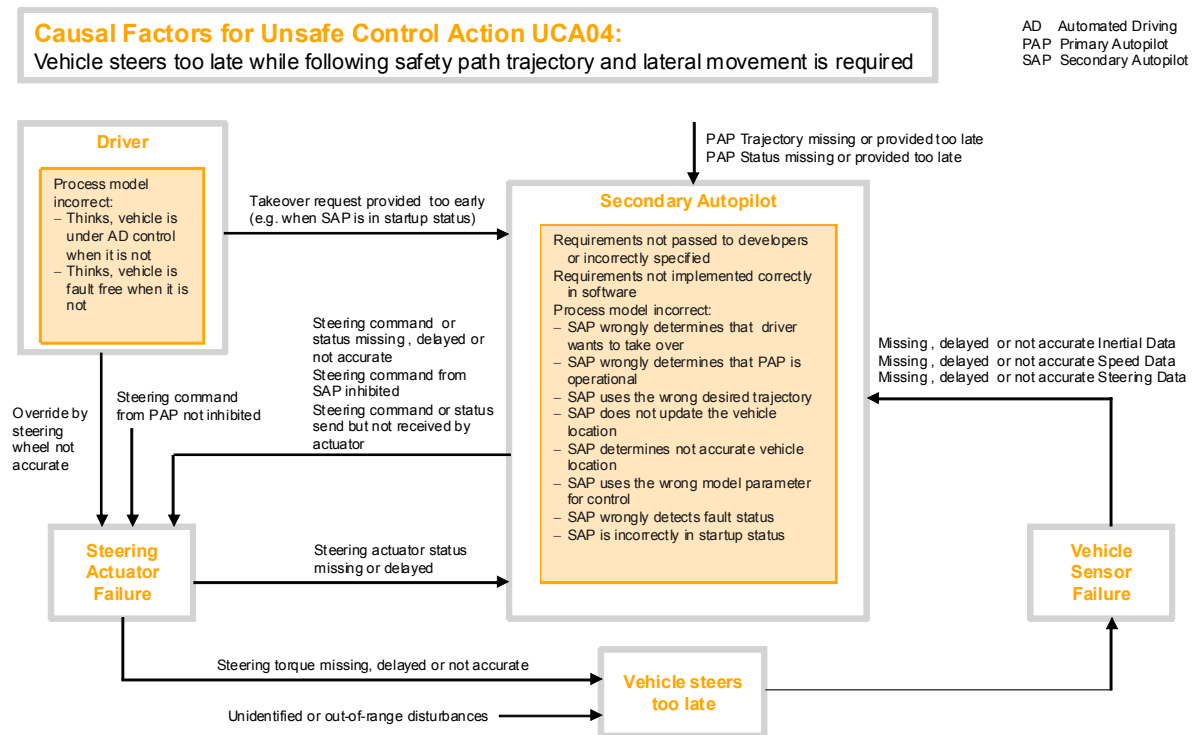 Causal Factors for Unsafe Control Action UCA04:
Vehicle steers too late while following safety path trajectory and lateral movement is required
AD Automated Driving
PAP Primary Autopilot
SAP Secondary Autopilot
Driver
Process model
incorrect:
– Thinks, vehicle is
under AD control
when it is not
– Thinks, vehicle is
fault free when it is
not
Takeover request provided too early
(e.g. when SAP is in startup status)
PAP Trajectory missing or provided too late
PAP Status missing or provided too late
Secondary Autopilot
Requirements not passed to developers
or incorrectly specified
Requirements not implemented correctly
in software
Process model incorrect:
– SAP wrongly determines that driver
wants to take over
– SAP wrongly determines that PAP is
operational
– SAP uses the wrong desired trajectory
– SAP does not update the vehicle
location
– SAP determines not accurate vehicle
location
– SAP uses the wrong model parameter
for control
– SAP wrongly detects fault status
– SAP is incorrectly in startup status
Steering command or
status missing , delayed or
not accurate
Steering command from
SAP inhibited
Steering command or status
send but not received by
actuator
Override by
steering
wheel not
accurate
Steering command
from PAP not inhibited
Missing , delayed or not accurate Inertial Data
Missing , delayed or not accurate Speed Data
Missing , delayed or not accurate Steering Data
Steering
Actuator
Failure
Steering actuator status
missing or delayed
Vehicle
Sensor
Failure
Steering torque missing, delayed or not accurate
Unidentified or out-of-range disturbances
Vehicle steers
too late